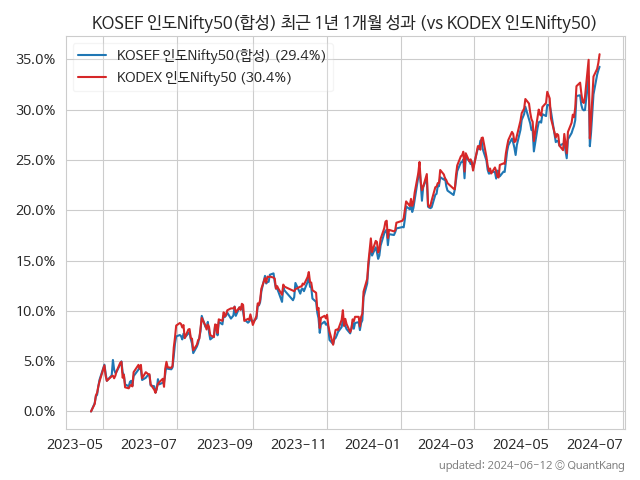 KOSEF 인도Nifty50(합성) 최근 1년 1개월 성과 (vs KODEX 인도Nifty50)
KOSEF 인도Nifty50(합성) (29.4%)
KODEX 인도Nifty50 (30.4%)
35.0%
30.0%
25.0%
20.0%
15.0%
10.0%
5.0%
0.0%
2023-05 2023-07 2023-09 2023-11 2024-01 2024-03 2024-05 2024-07
updated: 2024-06-12 © QuantKang